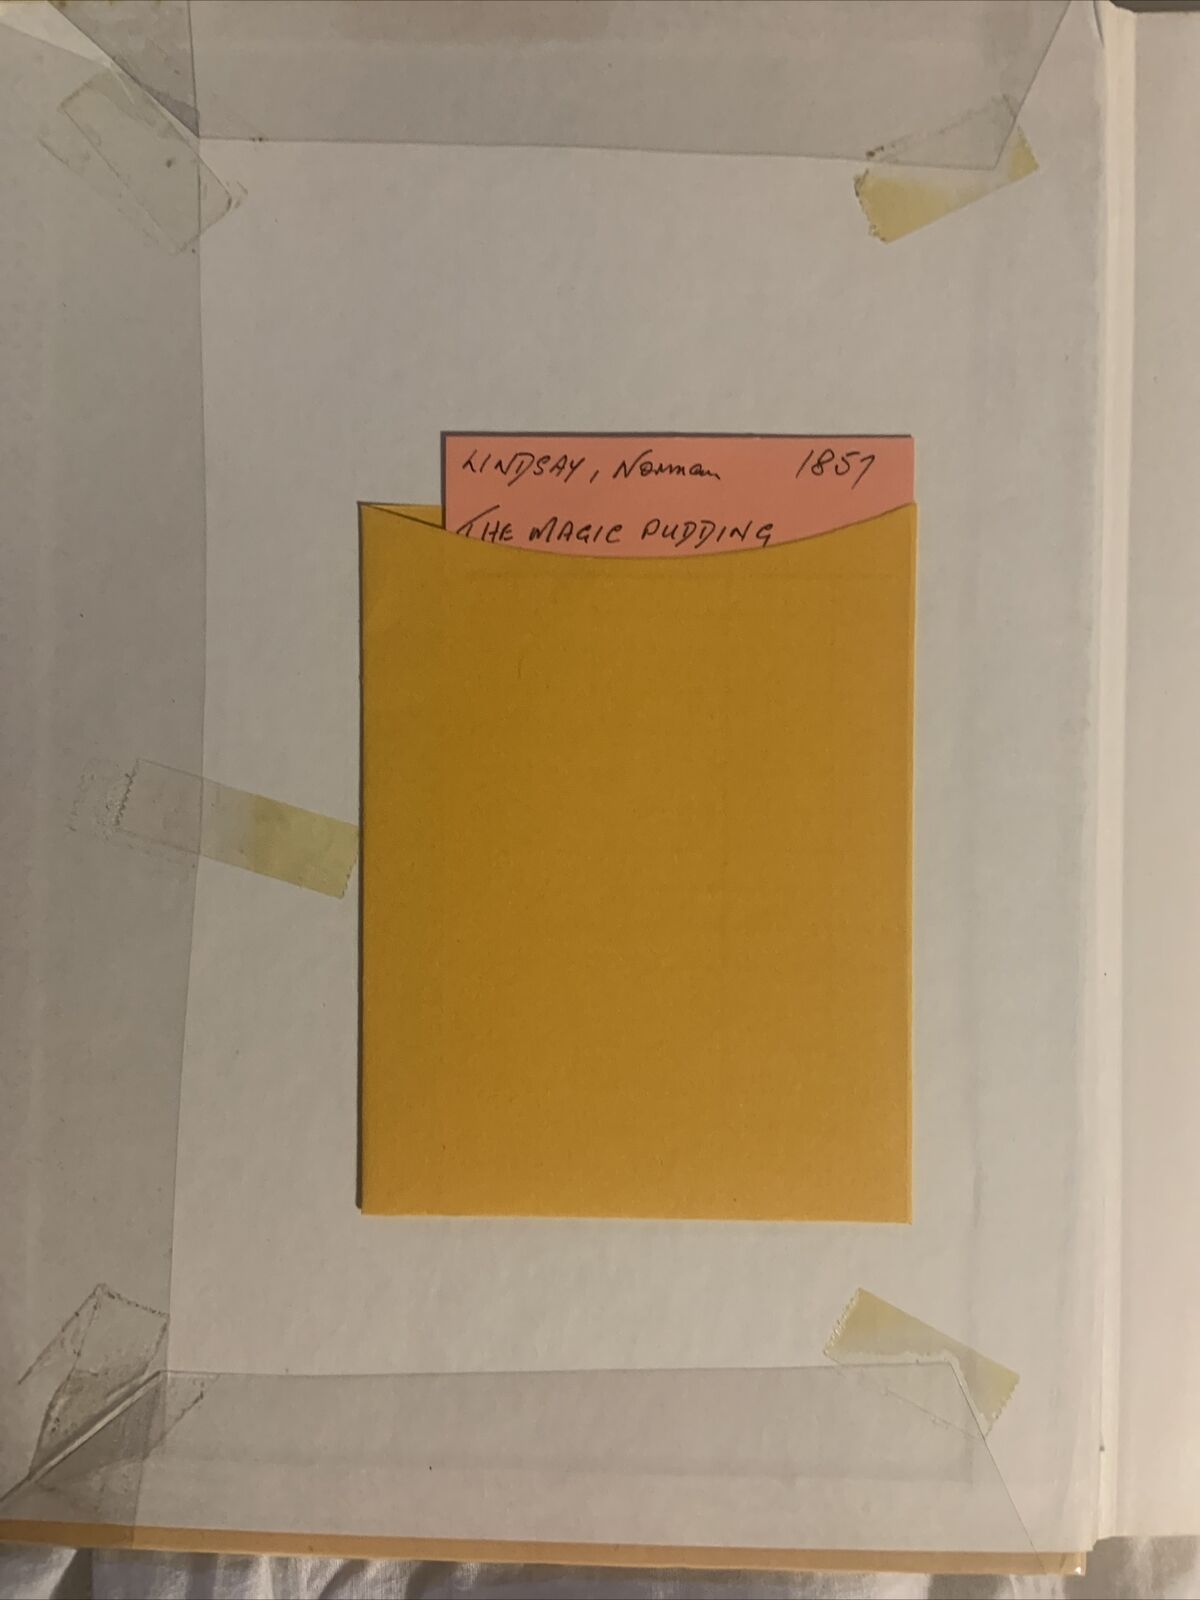 LINDSAY, Norman 1857
THE MAGIC PUDDING